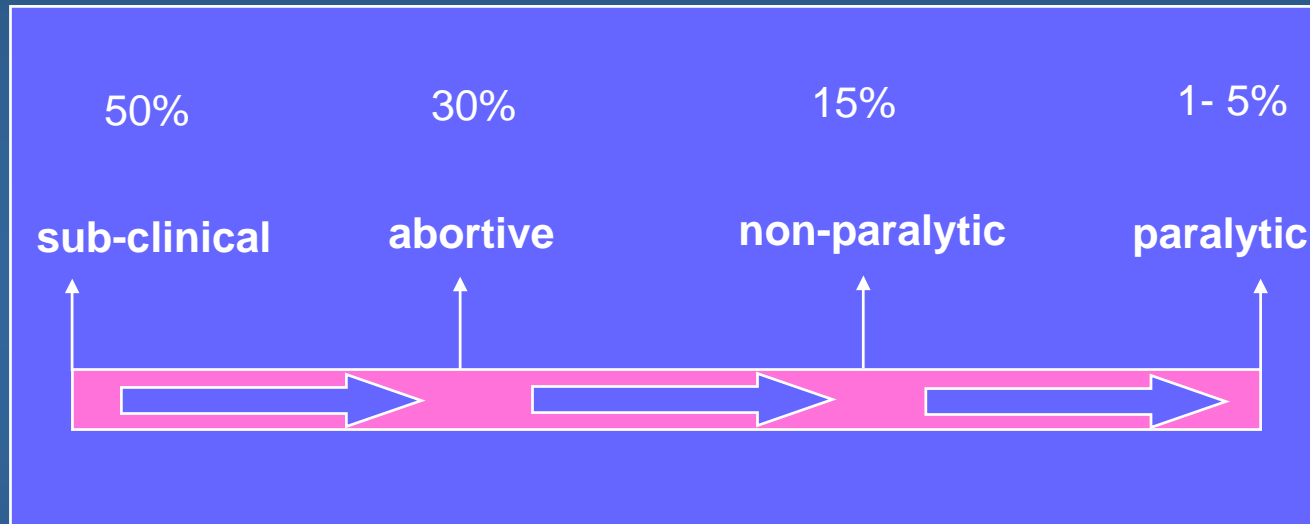 50% 30% 15% 1- 5%
sub-clinical abortive non-paralytic paralytic